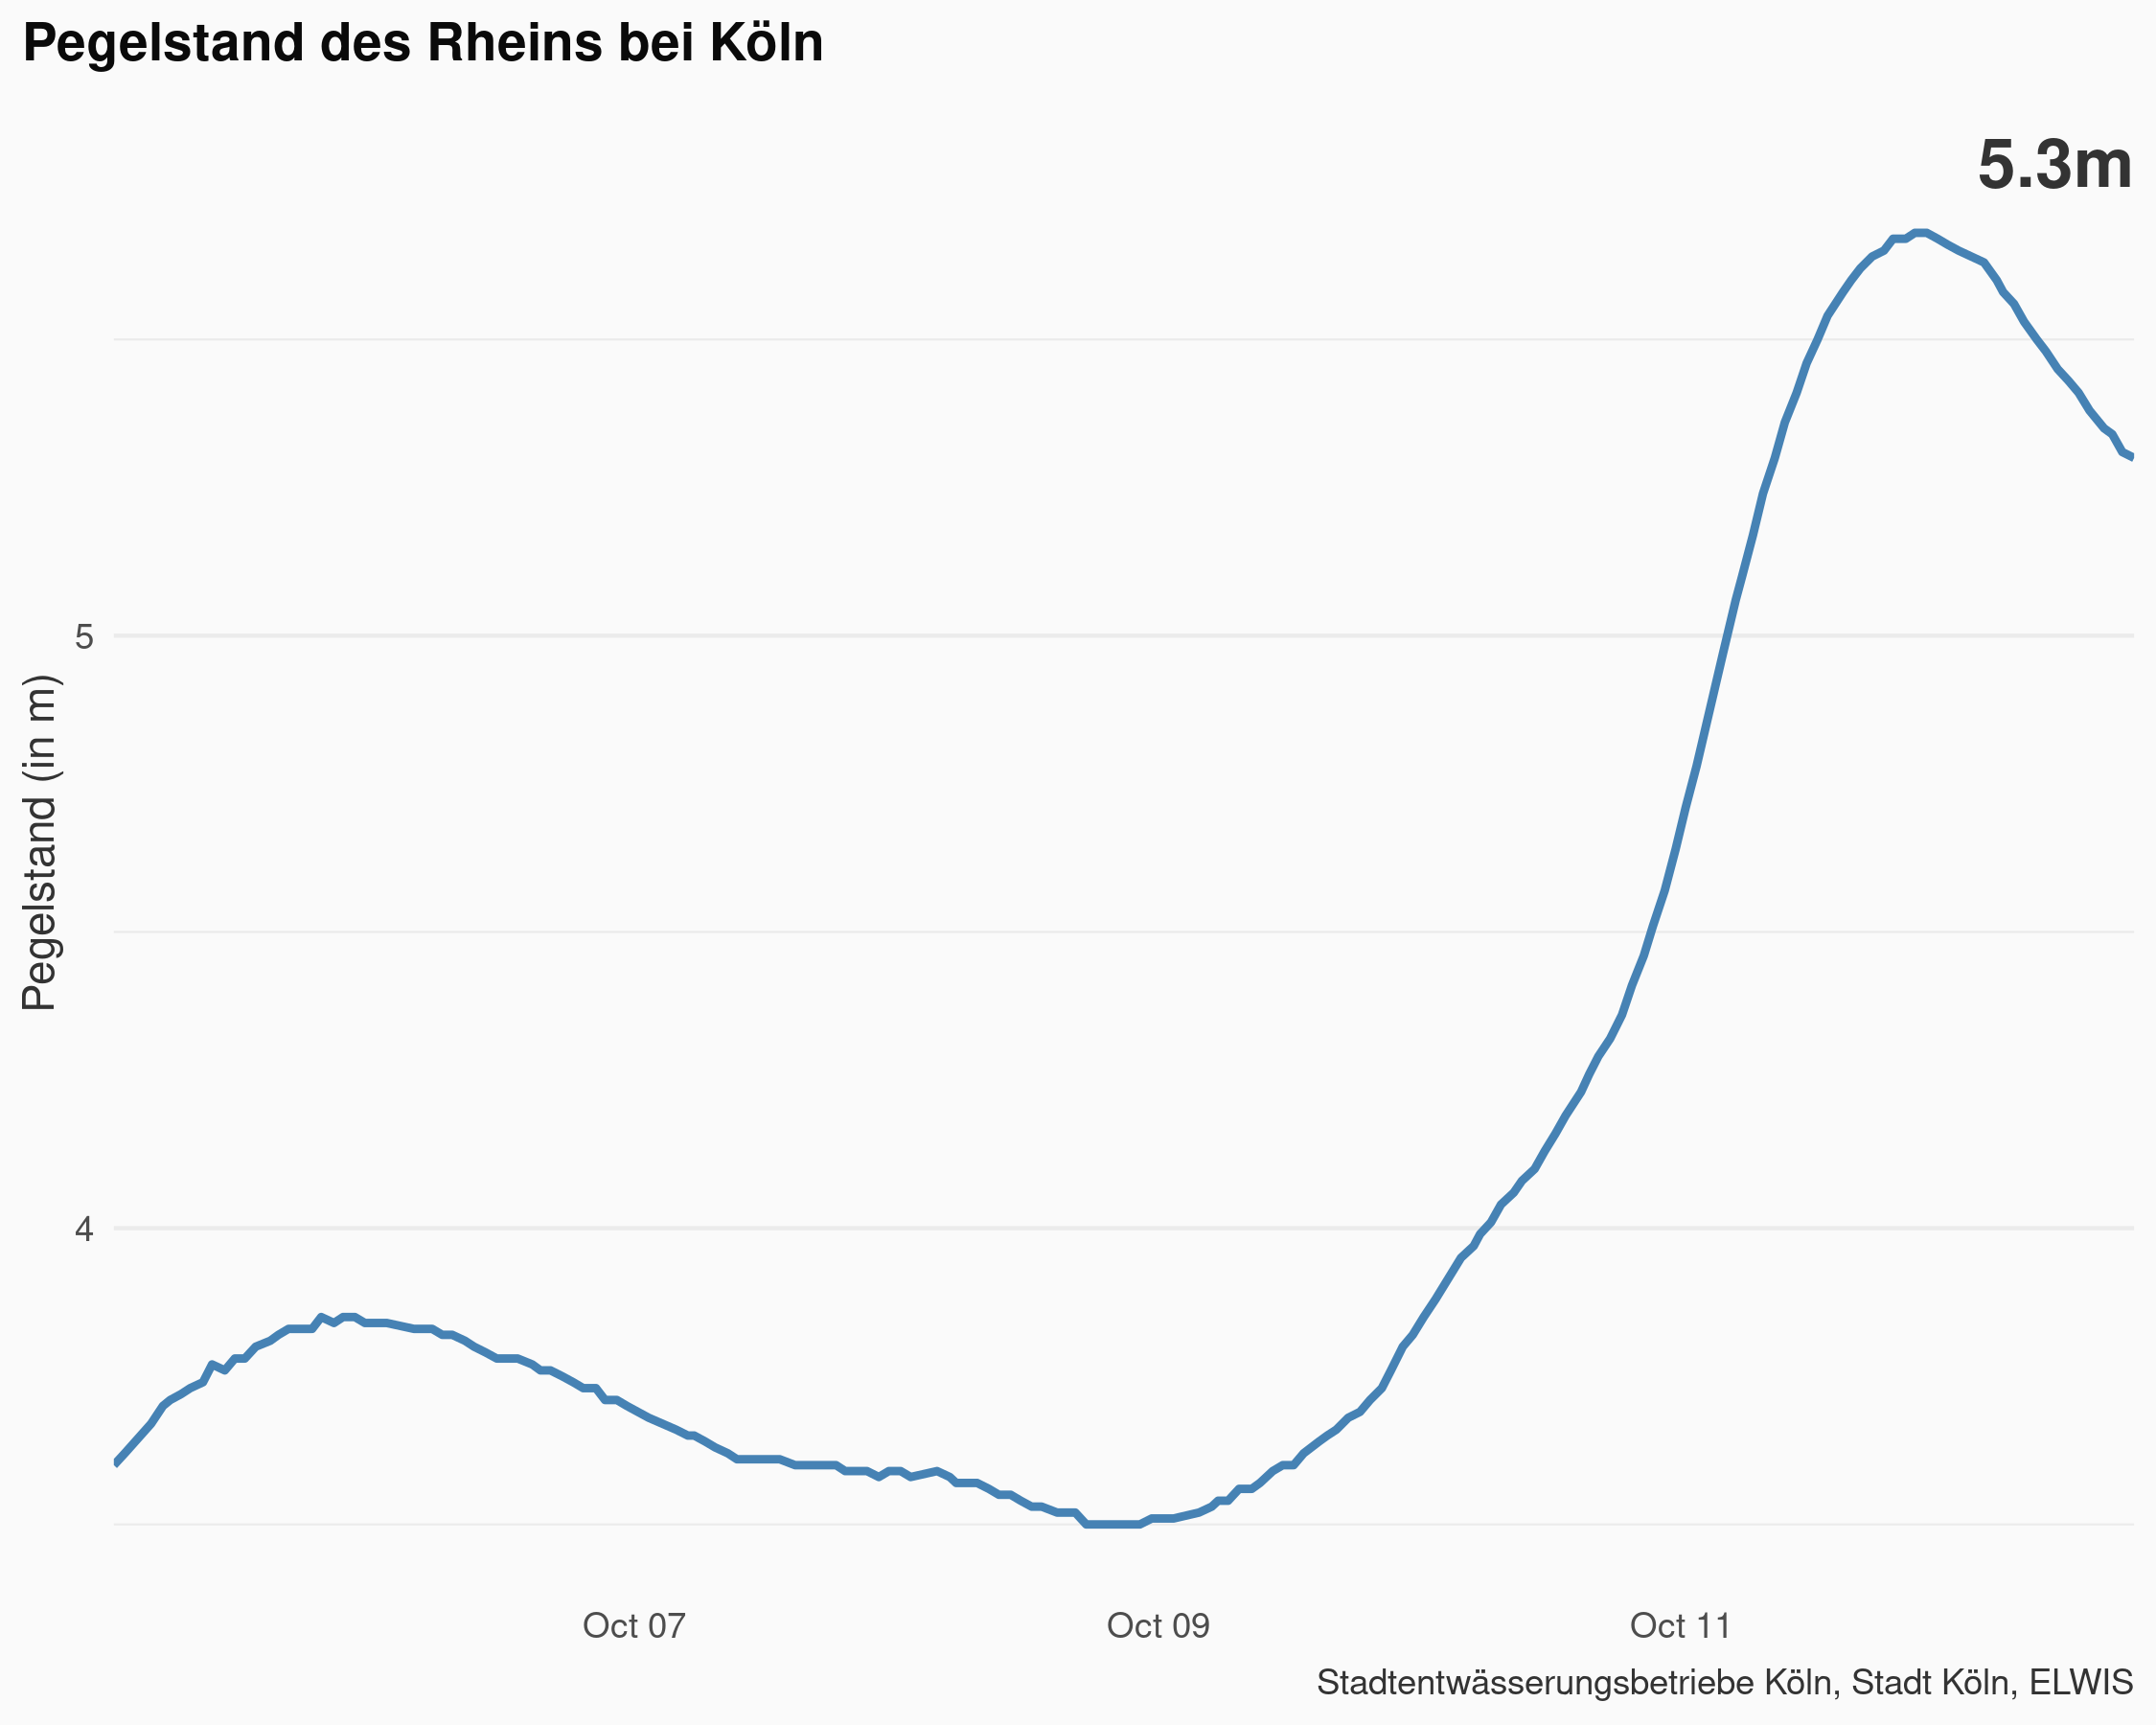 Pegelstand des Rheins bei Köln
5.3m
Pegelstand (in m)
5
4
Oct 07
Oct 09
Oct 11
Stadtentwässerungsbetriebe Köln, Stadt Köln, ELWIS